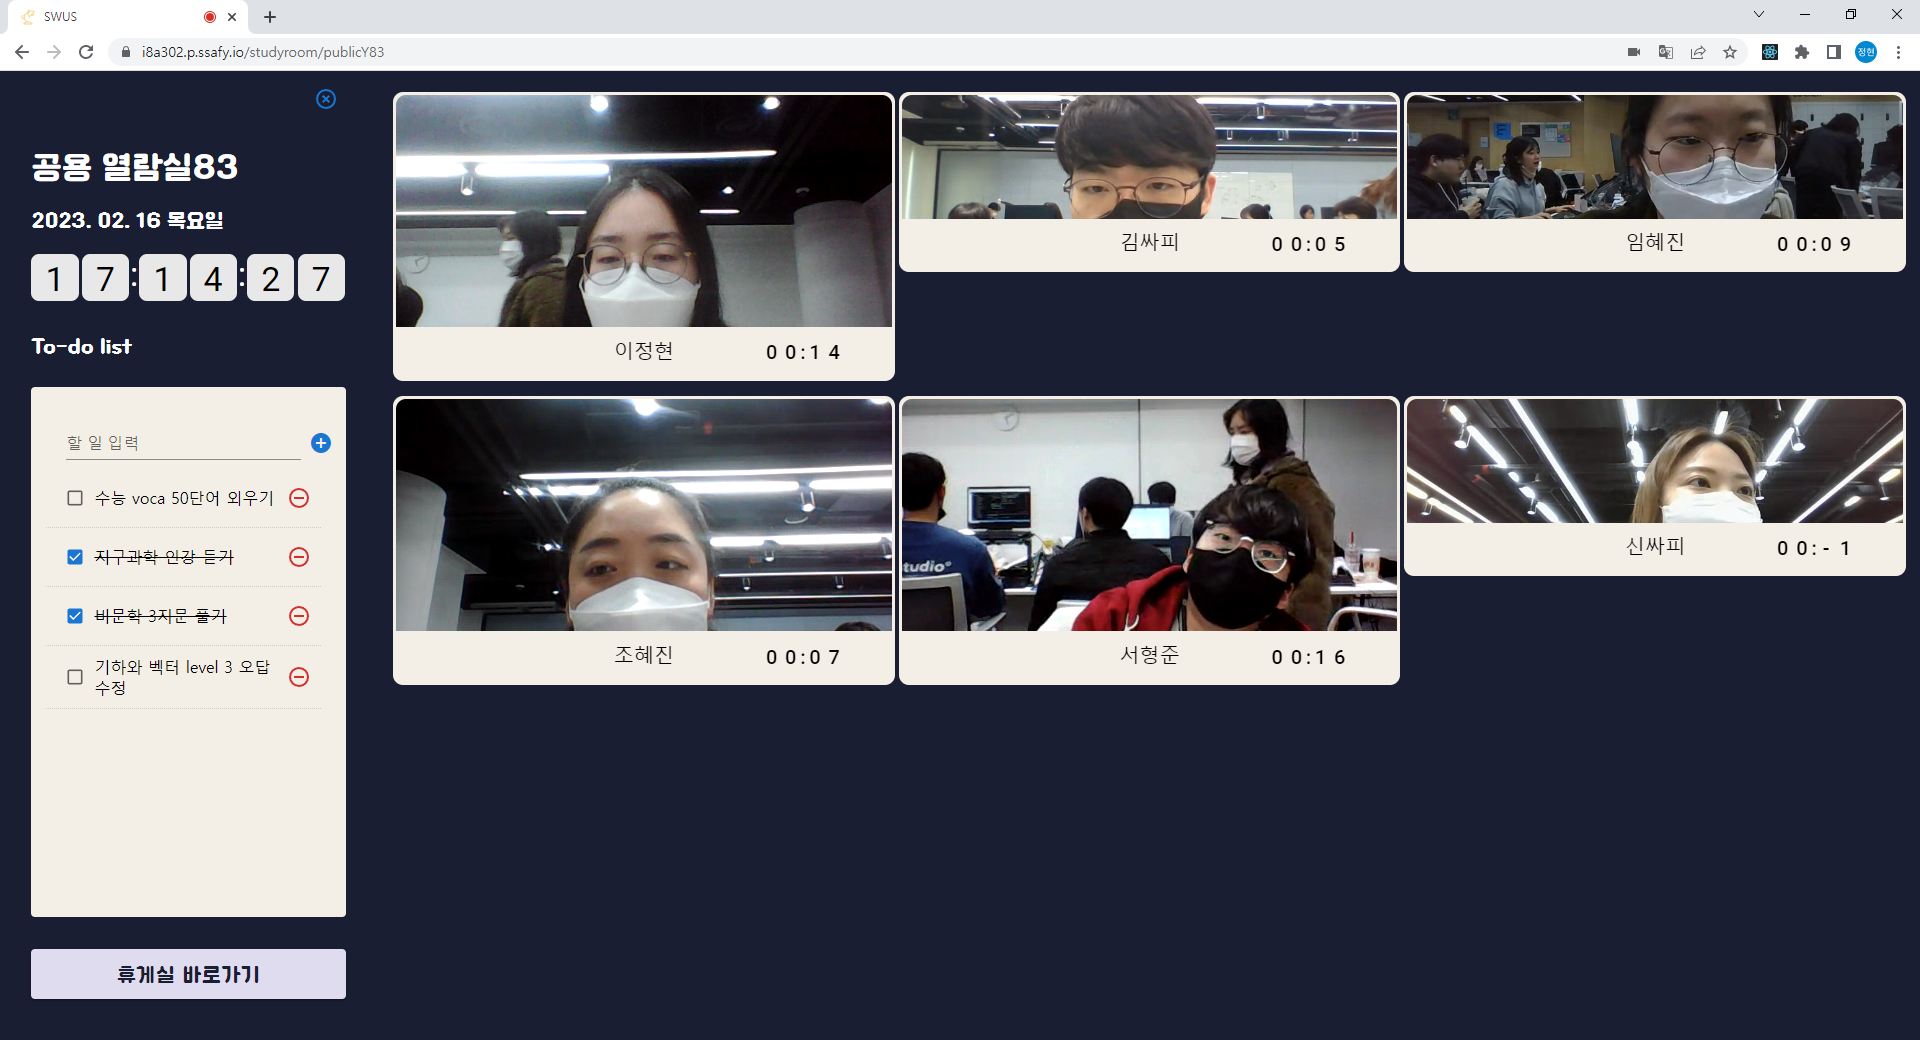 SWUS
i8a302.p.ssafy.io/studyroom/publicY83
정현
공용 열람실83
2023. 02. 16 목요일
17:14:27
To-do list
할 일 입력
수능 voca 50단어 외우기
지구과학 인강 듣기
비문학 3지문 풀기
기하와 벡터 level 3 오답
수정
휴게실 바로가기
이정현 00:14
김싸피 00:05
임혜진 00:09
조혜진 00:07
studio
서형준 00:16
신싸피 00:-1